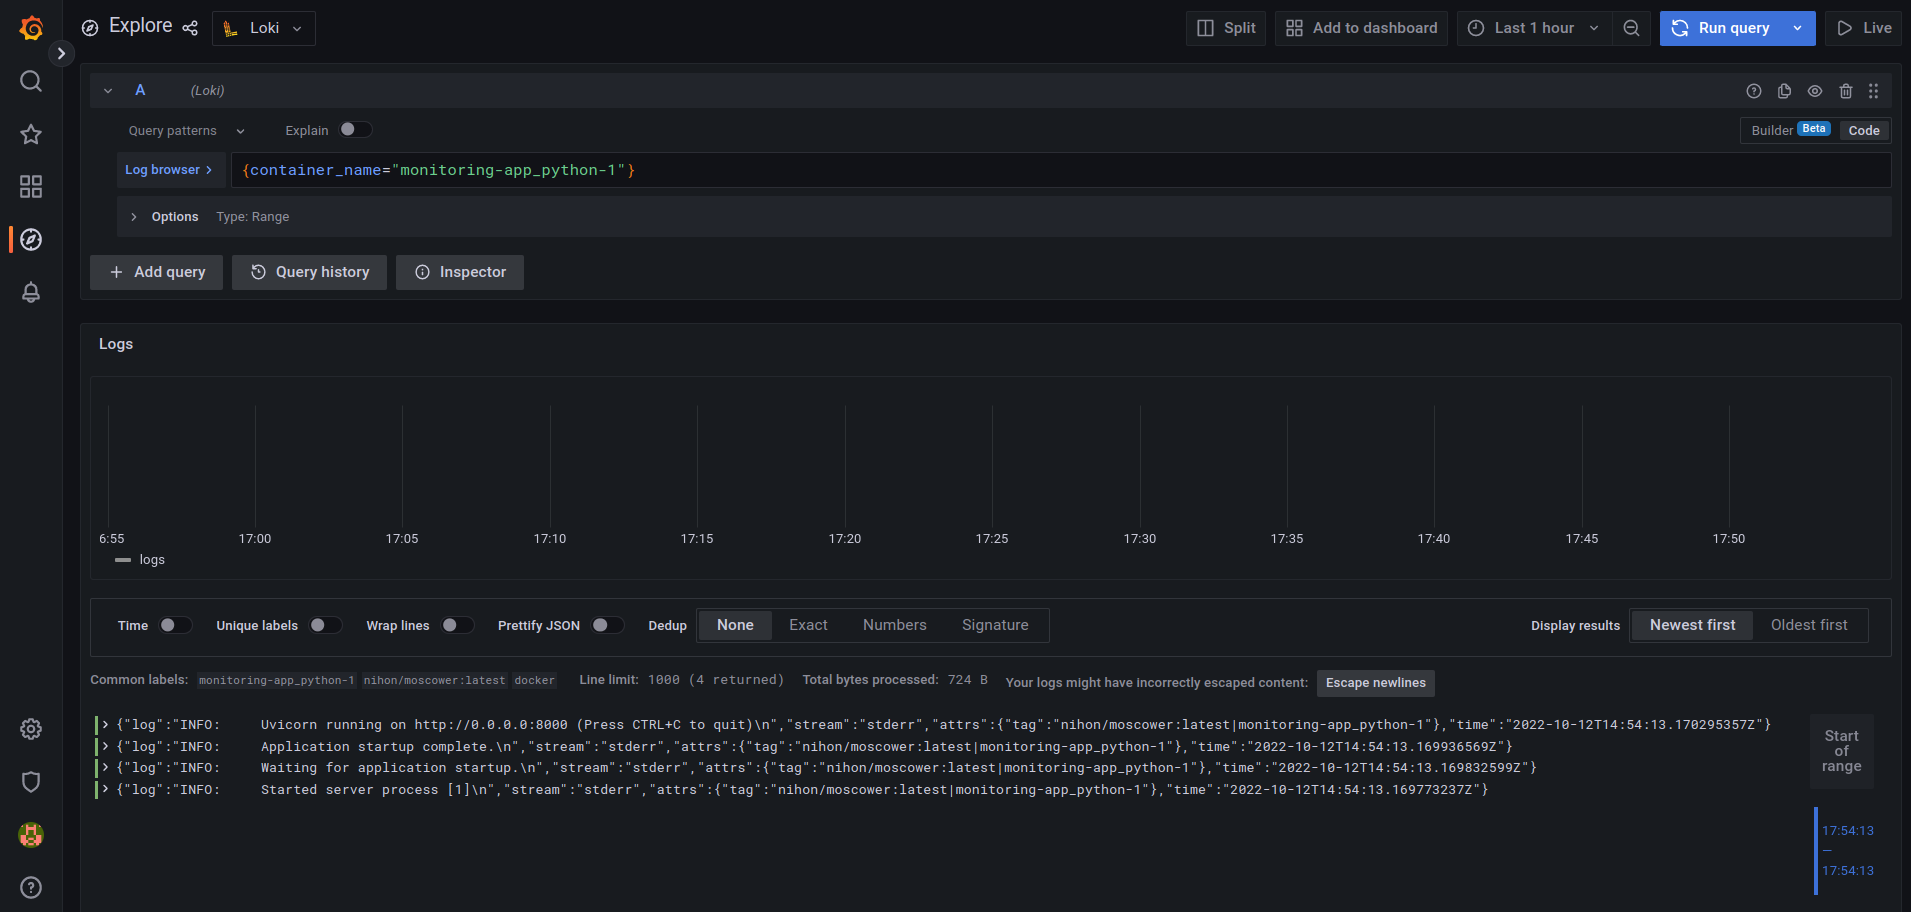 Explore Loki Split Add to dashboard Last 1 hour Run query Live
A (Loki)
Query patterns Explain Builder Beta Code
Log browser {container_name="monitoring-app_python-1"}
Options Type: Range
Add query Query history Inspector
Logs
6:55 17:00 17:05 17:10 17:15 17:20 17:25 17:30 17:35 17:40 17:45 17:50
logs
Time Unique labels Wrap lines Prettify JSON Dedup None Exact Numbers Signature Display results Newest first Oldest first
Common labels: monitoring-app_python-1 nihon/moscower:latest docker Line limit: 1000 (4 returned) Total bytes processed: 724 B Your logs might have incorrectly escaped content: Escape newlines
{"log":"INFO:     Uvicorn running on http://0.0.0.0:8000 (Press CTRL+C to quit)\n","stream":"stderr","attrs":{"tag":"nihon/moscower:latest|monitoring-app_python-1"},"time":"2022-10-12T14:54:13.170295357Z"}
{"log":"INFO:     Application startup complete.\n","stream":"stderr","attrs":{"tag":"nihon/moscower:latest|monitoring-app_python-1"},"time":"2022-10-12T14:54:13.169936569Z"}
{"log":"INFO:     Waiting for application startup.\n","stream":"stderr","attrs":{"tag":"nihon/moscower:latest|monitoring-app_python-1"},"time":"2022-10-12T14:54:13.169832599Z"}
{"log":"INFO:     Started server process [1]\n","stream":"stderr","attrs":{"tag":"nihon/moscower:latest|monitoring-app_python-1"},"time":"2022-10-12T14:54:13.169773237Z"}
Start
of
range
17:54:13
—
17:54:13